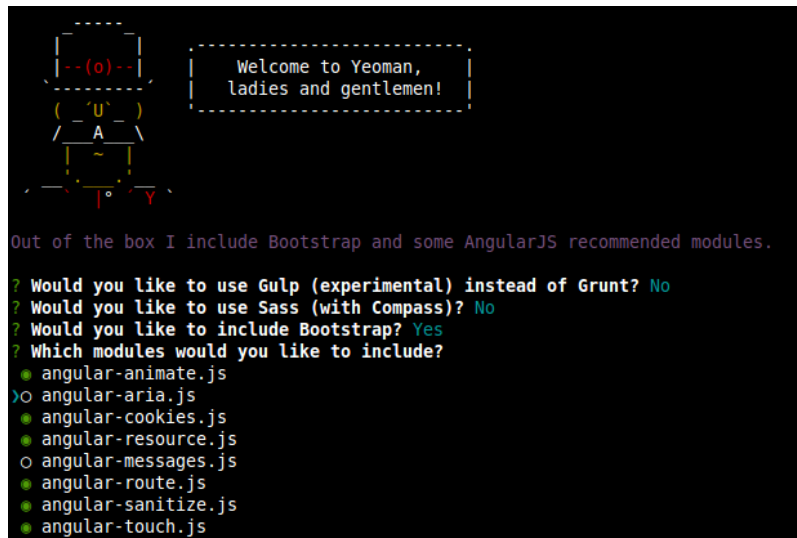 Welcome to Yeoman,
ladies and gentlemen!
Out of the box I include Bootstrap and some AngularJS recommended modules.
? Would you like to use Gulp (experimental) instead of Grunt? No
? Would you like to use Sass (with Compass)? No
? Would you like to include Bootstrap? Yes
? Which modules would you like to include?
◉ angular-animate.js
❯◯ angular-aria.js
◉ angular-cookies.js
◉ angular-resource.js
◯ angular-messages.js
◉ angular-route.js
◉ angular-sanitize.js
◉ angular-touch.js